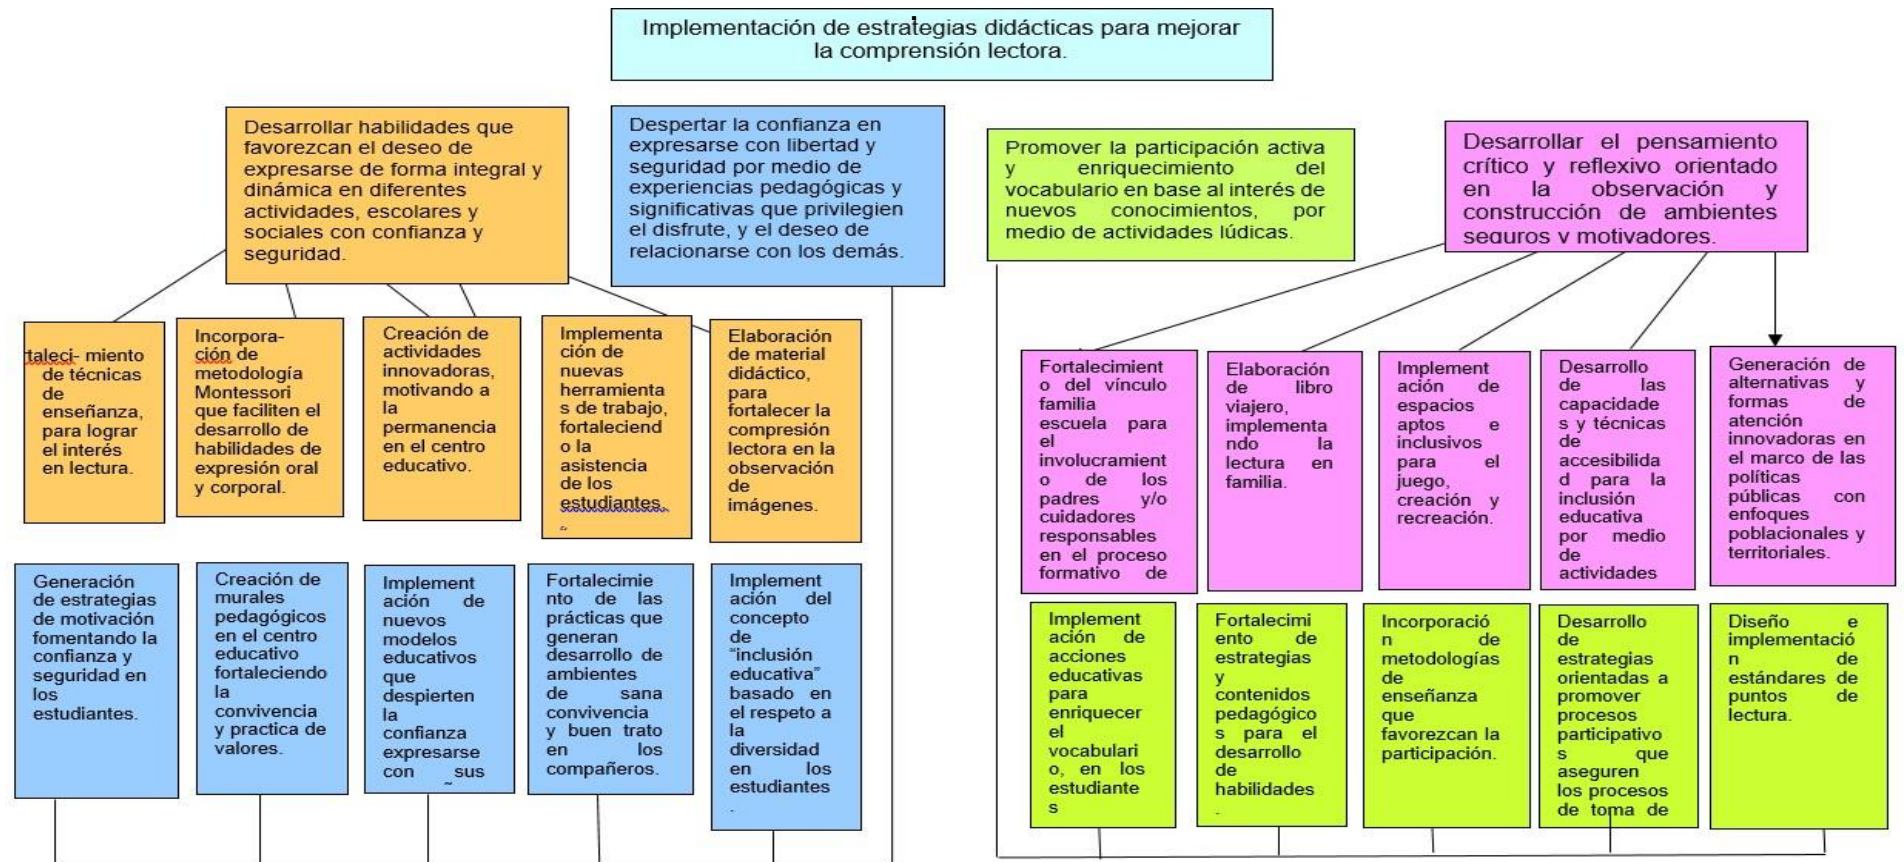 Implementación de estrategias didácticas para mejorar
la comprensión lectora.
Desarrollar habilidades que
favorezcan el deseo de
expresarse de forma integral y
dinámica en diferentes
actividades, escolares y
sociales con confianza y
seguridad.
Despertar la confianza en
expresarse con libertad y
seguridad por medio de
experiencias pedagógicas y
significativas que privilegien
el disfrute, y el deseo de
relacionarse con los demás.
Promover la participación activa
y enriquecimiento del
vocabulario en base al interés de
nuevos conocimientos, por
medio de actividades lúdicas.
Desarrollar el pensamiento
crítico y reflexivo orientado
en la observación y
construcción de ambientes
seguros y motivadores.
taleci- miento
de técnicas
de
enseñanza,
para lograr
el interés
en lectura.
Incorpora-
ción de
metodología
Montessori
que faciliten el
desarrollo de
habilidades de
expresión oral
y corporal.
Creación de
actividades
innovadoras,
motivando a
la
permanencia
en el centro
educativo.
Implementa
ción de
nuevas
herramienta
s de trabajo,
fortaleciend
o la
asistencia
de los
estudiantes.
Elaboración
de material
didáctico,
para
fortalecer la
compresión
lectora en la
observación
de
imágenes.
Fortalecimient
o del vínculo
familia
escuela para
el
involucramient
o de los
padres y/o
cuidadores
responsables
en el proceso
formativo de
Elaboración
de libro
viajero,
implementa
ndo la
lectura en
familia.
Implement
ación de
espacios
aptos e
inclusivos
para el
juego,
creación y
recreación.
Desarrollo
de las
capacidade
s y técnicas
de
accesibilida
d para la
inclusión
educativa
por medio
de
actividades
Generación de
alternativas y
formas de
atención
innovadoras en
el marco de las
políticas
públicas con
enfoques
poblacionales y
territoriales.
Generación
de estrategias
de motivación
fomentando la
confianza y
seguridad en
los
estudiantes.
Creación de
murales
pedagógicos
en el centro
educativo
fortaleciendo
la
convivencia
y practica de
valores.
Implement
ación de
nuevos
modelos
educativos
que
despierten
la
confianza
expresarse
con sus
Fortalecimie
nto de las
prácticas que
generan
desarrollo de
ambientes
de sana
convivencia
y buen trato
en los
compañeros.
Implement
ación del
concepto
de
“inclusión
educativa”
basado en
el respeto a
la
diversidad
en los
estudiantes
.
Implement
ación de
acciones
educativas
para
enriquecer
el
vocabulari
o, en los
estudiante
s
Fortalecimi
ento de
estrategias
y
contenidos
pedagógico
s para el
desarrollo
de
habilidades
.
Incorporació
n de
metodologías
de
enseñanza
que
favorezcan la
participación.
Desarrollo
de
estrategias
orientadas a
promover
procesos
participativo
s que
aseguren
los procesos
de toma de
Diseño e
implementació
n de
estándares de
puntos de
lectura.